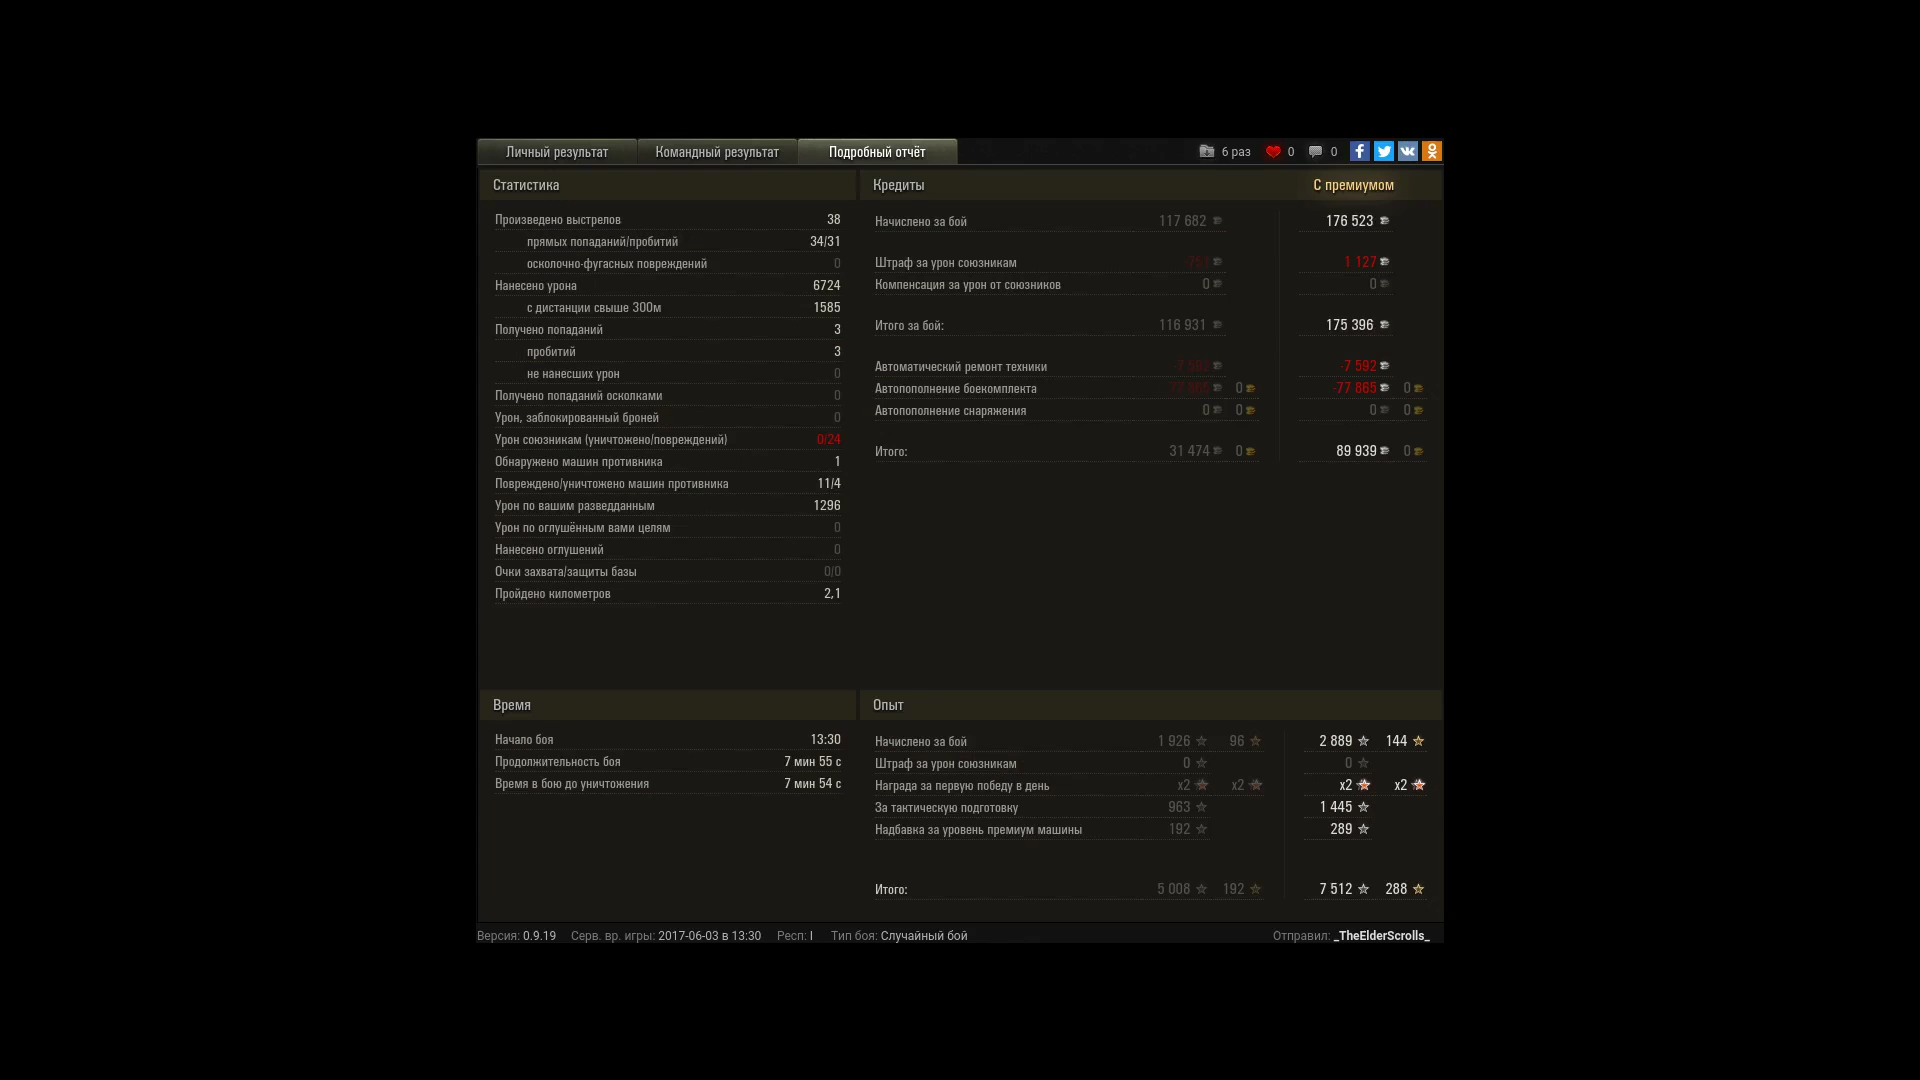 Личный результат Командный результат Подробный отчёт 6 раз 0 0
Статистика
Произведено выстрелов 38
прямых попаданий/пробитий 34/31
осколочно-фугасных повреждений 0
Нанесено урона 6724
с дистанции свыше 300м 1585
Получено попаданий 3
пробитий 3
не нанесших урон 0
Получено попаданий осколками 0
Урон, заблокированный броней 0
Урон союзникам (уничтожено/повреждений) 0/24
Обнаружено машин противника 1
Повреждено/уничтожено машин противника 11/4
Урон по вашим разведданным 1296
Урон по оглушённым вами целям 0
Нанесено оглушений 0
Очки захвата/защиты базы 0/0
Пройдено километров 2,1
Кредиты С премиумом
Начислено за бой 117 682 176 523
Штраф за урон союзникам 1 127
Компенсация за урон от союзников 0 0
Итого за бой: 116 931 175 396
Автоматический ремонт техники -7 592 -7 592
Автопополнение боекомплекта -77 865 0 -77 865 0
Автопополнение снаряжения 0 0 0 0
Итого: 31 474 0 89 939 0
Время
Начало боя 13:30
Продолжительность боя 7 мин 55 с
Время в бою до уничтожения 7 мин 54 с
Опыт
Начислено за бой 1 926 96 2 889 144
Штраф за урон союзникам 0 0
Награда за первую победу в день x2 x2 x2 x2
За тактическую подготовку 963 1 445
Надбавка за уровень премиум машины 192 289
Итого: 5 008 192 7 512 288
Версия: 0.9.19 Серв. вр. игры: 2017-06-03 в 13:30 Респ: I Тип боя: Случайный бой Отправил: _TheElderScrolls_